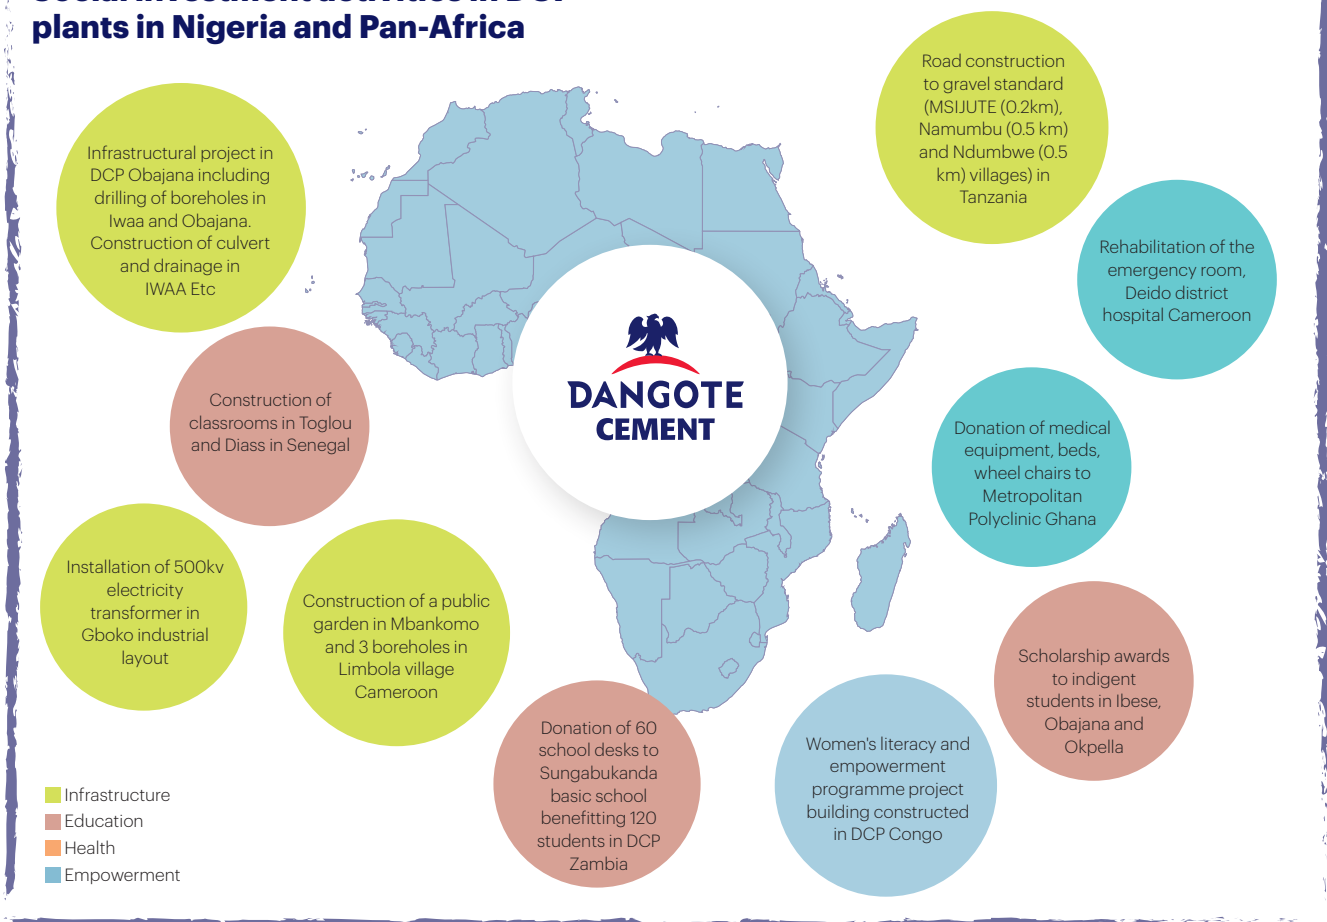 plants in Nigeria and Pan-Africa
Infrastructural project in
DCP Obajana including
drilling of boreholes in
Iwaa and Obajana.
Construction of culvert
and drainage in
IWAA Etc
Construction of
classrooms in Toglou
and Diass in Senegal
Installation of 500kv
electricity
transformer in
Gboko industrial
layout
Construction of a public
garden in Mbankomo
and 3 boreholes in
Limbola village
Cameroon
Donation of 60
school desks to
Sungabukanda
basic school
benefitting 120
students in DCP
Zambia
Women's literacy and
empowerment
programme project
building constructed
in DCP Congo
Scholarship awards
to indigent
students in Ibese,
Obajana and
Okpella
Donation of medical
equipment, beds,
wheel chairs to
Metropolitan
Polyclinic Ghana
Rehabilitation of the
emergency room,
Deido district
hospital Cameroon
Road construction
to gravel standard
(MSIJUTE (0.2km),
Namumbu (0.5 km)
and Ndumbwe (0.5
km) villages) in
Tanzania
DANGOTE
CEMENT
Infrastructure
Education
Health
Empowerment